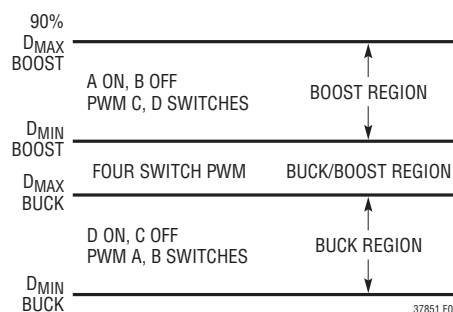 90%
DMAX
BOOST
A ON, B OFF
PWM C, D SWITCHES
BOOST REGION
DMIN
BOOST
FOUR SWITCH PWM
BUCK/BOOST REGION
DMAX
BUCK
D ON, C OFF
PWM A, B SWITCHES
BUCK REGION
DMIN
BUCK
37851 F0